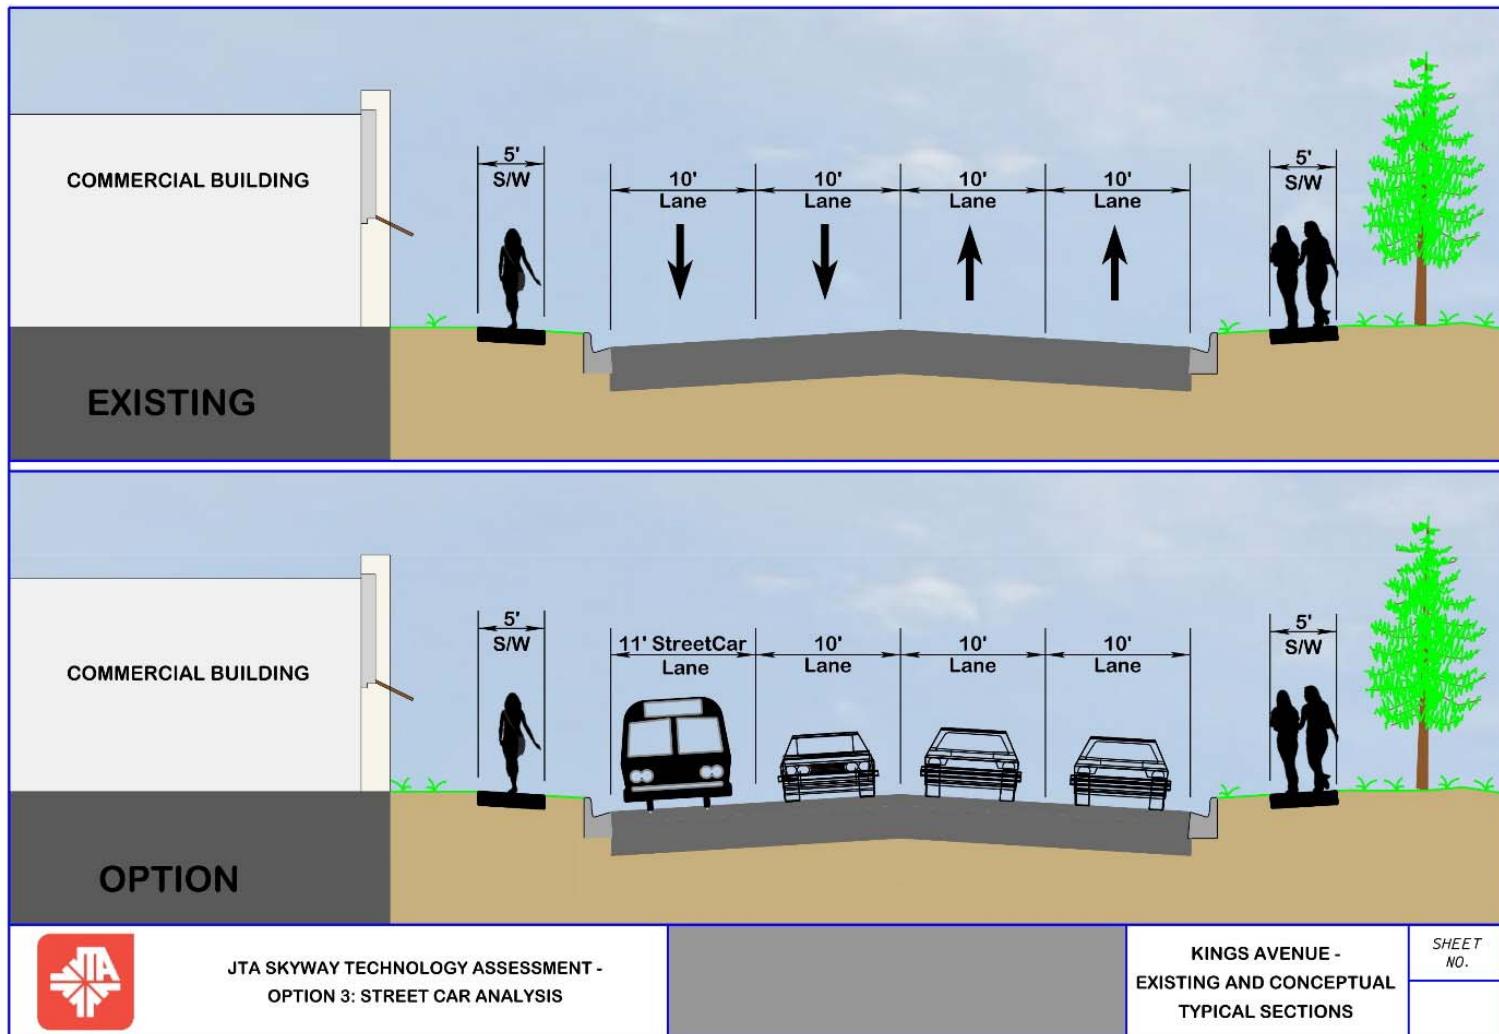 COMMERCIAL BUILDING
5'
S/W
10'
Lane
10'
Lane
10'
Lane
10'
Lane
5'
S/W
EXISTING
COMMERCIAL BUILDING
5'
S/W
11' StreetCar
Lane
10'
Lane
10'
Lane
10'
Lane
5'
S/W
OPTION
JTA
JTA SKYWAY TECHNOLOGY ASSESSMENT -
OPTION 3: STREET CAR ANALYSIS
KINGS AVENUE -
EXISTING AND CONCEPTUAL
TYPICAL SECTIONS
SHEET
NO.